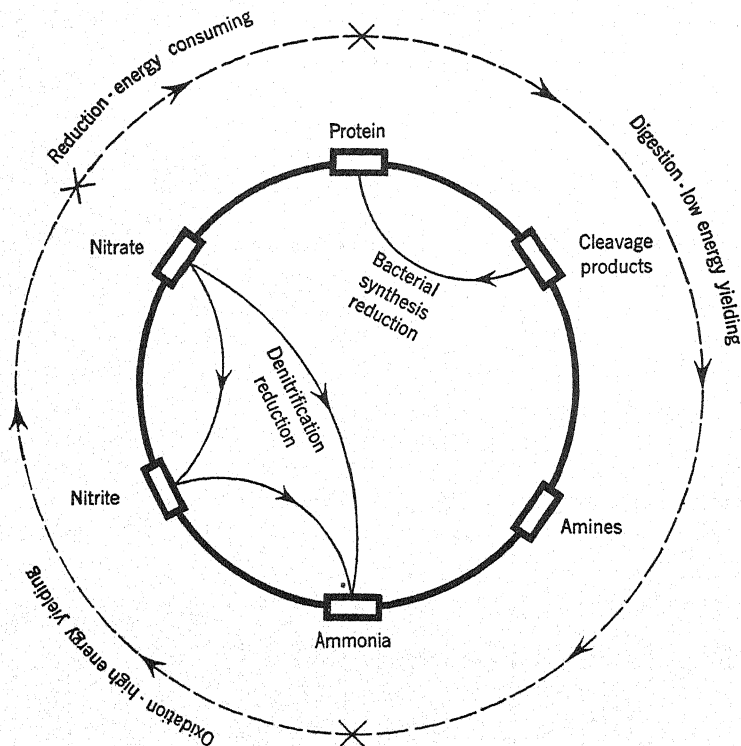 Reduction - energy consuming
Protein
Digestion - low energy yielding
Nitrate
Cleavage
products
Bacterial
synthesis
reduction
Denitrification
reduction
Nitrite
Amines
Ammonia
Oxidation - high energy yielding